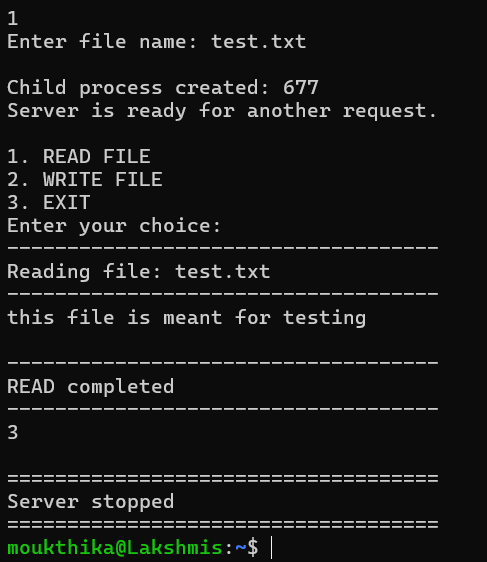 1
Enter file name: test.txt
Child process created: 677
Server is ready for another request.
1. READ FILE
2. WRITE FILE
3. EXIT
Enter your choice:
------------------------------------
Reading file: test.txt
------------------------------------
this file is meant for testing
------------------------------------
READ completed
------------------------------------
3
====================================
Server stopped
====================================
moukthika@Lakshmis:~$